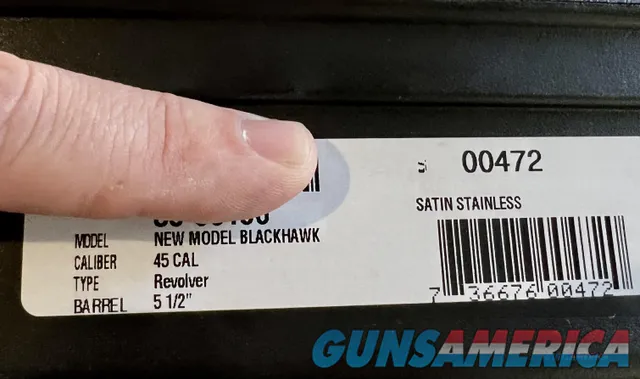 00472
SATIN STAINLESS
MODEL NEW MODEL BLACKHAWK
CALIBER 45 CAL
TYPE Revolver
BARREL 5 1/2"
7 36676 00472
GUNSAMERICA